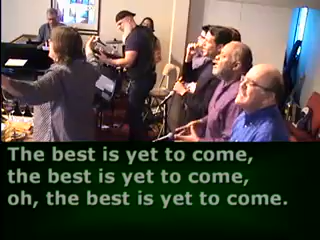 The best is yet to come,
the best is yet to come,
oh, the best is yet to come.